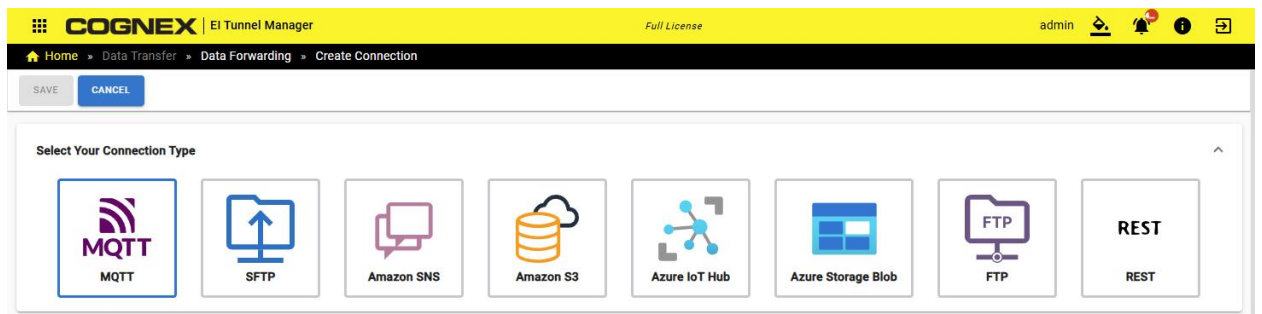 COGNEX | EI Tunnel Manager Full License admin
Home » Data Transfer » Data Forwarding » Create Connection
SAVE CANCEL
Select Your Connection Type
MQTT FTP REST
MQTT SFTP Amazon SNS Amazon S3 Azure IoT Hub Azure Storage Blob FTP REST